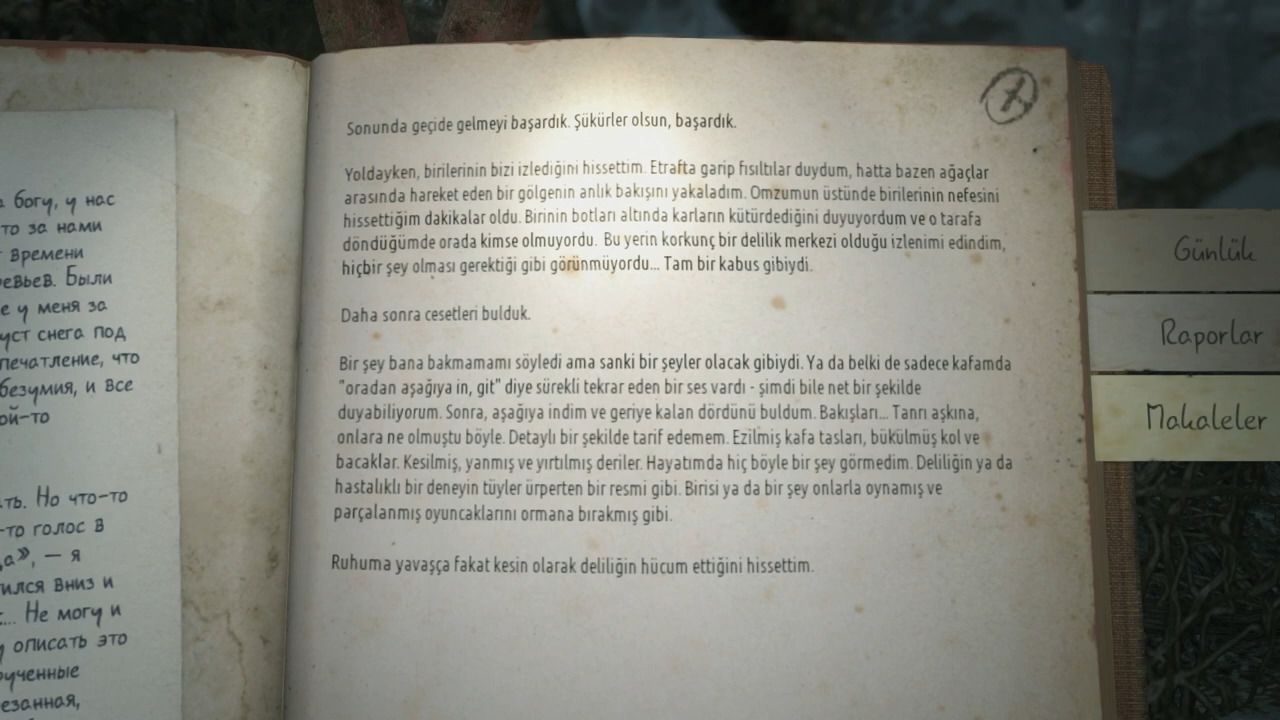 а богу, у нас
то за нами
времени
ревьев. Были
е у меня за
уст снега под
печатление, что
безумия, и все
ой-то
ать. Но что-то
-то голос в
да», — я
тился вниз и
... Не могу и
у описать это
рученные
резанная,
Sonunda geçide gelmeyi başardık. Şükürler olsun, başardık.
Yoldayken, birilerinin bizi izlediğini hissettim. Etrafta garip fısıltılar duydum, hatta bazen ağaçlar
arasında hareket eden bir gölgenin anlık bakışını yakaladım. Omzumun üstünde birilerinin nefesini
hissettiğim dakikalar oldu. Birinin botları altında karların kütürdediğini duyuyordum ve o tarafa
döndüğümde orada kimse olmuyordu. Bu yerin korkunç bir delilik merkezi olduğu izlenimi edindim,
hiçbir şey olması gerektiği gibi görünmüyordu... Tam bir kabus gibiydi.
Daha sonra cesetleri bulduk.
Bir şey bana bakmamamı söyledi ama sanki bir şeyler olacak gibiydi. Ya da belki de sadece kafamda
"oradan aşağıya in, git" diye sürekli tekrar eden bir ses vardı - şimdi bile net bir şekilde
duyabiliyorum. Sonra, aşağıya indim ve geriye kalan dördünü buldum. Bakışları... Tanrı aşkına,
onlara ne olmuştu böyle. Detaylı bir şekilde tarif edemem. Ezilmiş kafa tasları, bükülmüş kol ve
bacaklar. Kesilmiş, yanmış ve yırtılmış deriler. Hayatımda hiç böyle bir şey görmedim. Deliliğin ya da
hastalıklı bir deneyin tüyler ürperten bir resmi gibi. Birisi ya da bir şey onlarla oynamış ve
parçalanmış oyuncaklarını ormana bırakmış gibi.
Ruhuma yavaşça fakat kesin olarak deliliğin hücum ettiğini hissettim.
Günlük
Raporlar
Makaleler